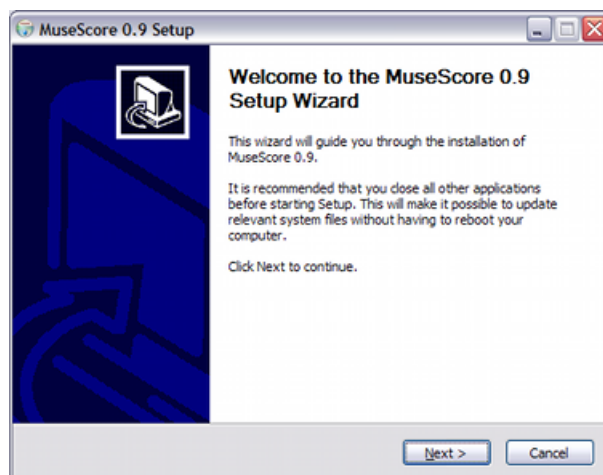 MuseScore 0.9 Setup
Welcome to the MuseScore 0.9
Setup Wizard
This wizard will guide you through the installation of
MuseScore 0.9.
It is recommended that you close all other applications
before starting Setup. This will make it possible to update
relevant system files without having to reboot your
computer.
Click Next to continue.
Next >
Cancel